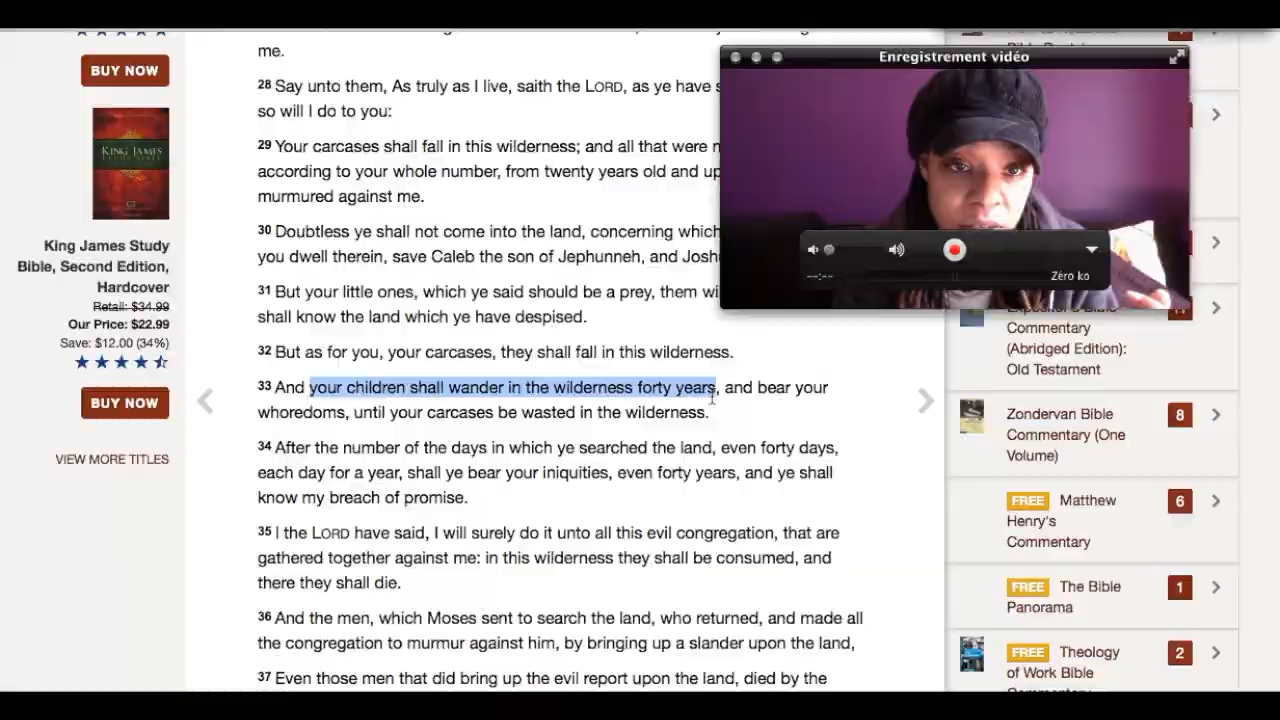 BUY NOW
KING JAMES
King James Study
Bible, Second Edition,
Hardcover
Retail: $34.99
Our Price: $22.99
Save: $12.00 (34%)
BUY NOW
VIEW MORE TITLES
me.
28 Say unto them, As truly as I live, saith the LORD, as ye have s
so will I do to you:
29 Your carcases shall fall in this wilderness; and all that were n
according to your whole number, from twenty years old and up
murmured against me.
30 Doubtless ye shall not come into the land, concerning which
you dwell therein, save Caleb the son of Jephunneh, and Josh
31 But your little ones, which ye said should be a prey, them wi
shall know the land which ye have despised.
32 But as for you, your carcases, they shall fall in this wilderness.
33 And your children shall wander in the wilderness forty years, and bear your
whoredoms, until your carcases be wasted in the wilderness.
34 After the number of the days in which ye searched the land, even forty days,
each day for a year, shall ye bear your iniquities, even forty years, and ye shall
know my breach of promise.
35 I the LORD have said, I will surely do it unto all this evil congregation, that are
gathered together against me: in this wilderness they shall be consumed, and
there they shall die.
36 And the men, which Moses sent to search the land, who returned, and made all
the congregation to murmur against him, by bringing up a slander upon the land,
37 Even those men that did bring up the evil report upon the land, died by the
Enregistrement vidéo
--:--
Zéro ko
Commentary
(Abridged Edition):
Old Testament
Zondervan Bible
Commentary (One
Volume)
8
FREE Matthew
Henry's
Commentary
6
FREE The Bible
Panorama
1
FREE Theology
of Work Bible
2